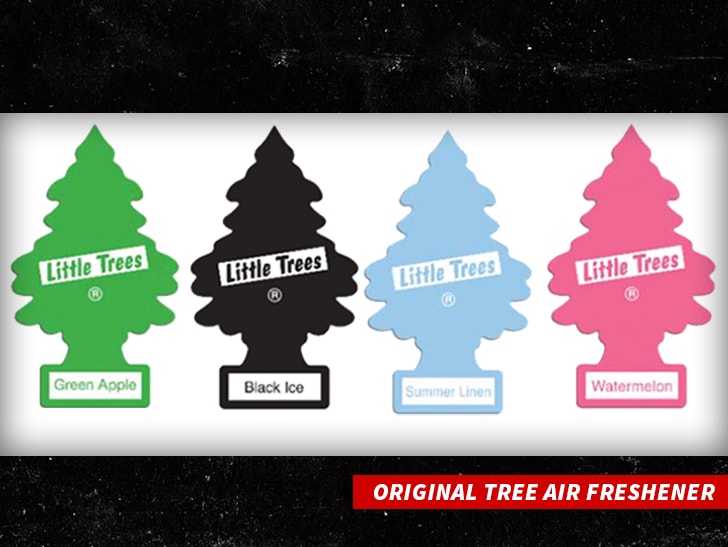 Little Trees
®
Green Apple
Little Trees
®
Black Ice
Little Trees
®
Summer Linen
Little Trees
®
Watermelon
ORIGINAL TREE AIR FRESHENER